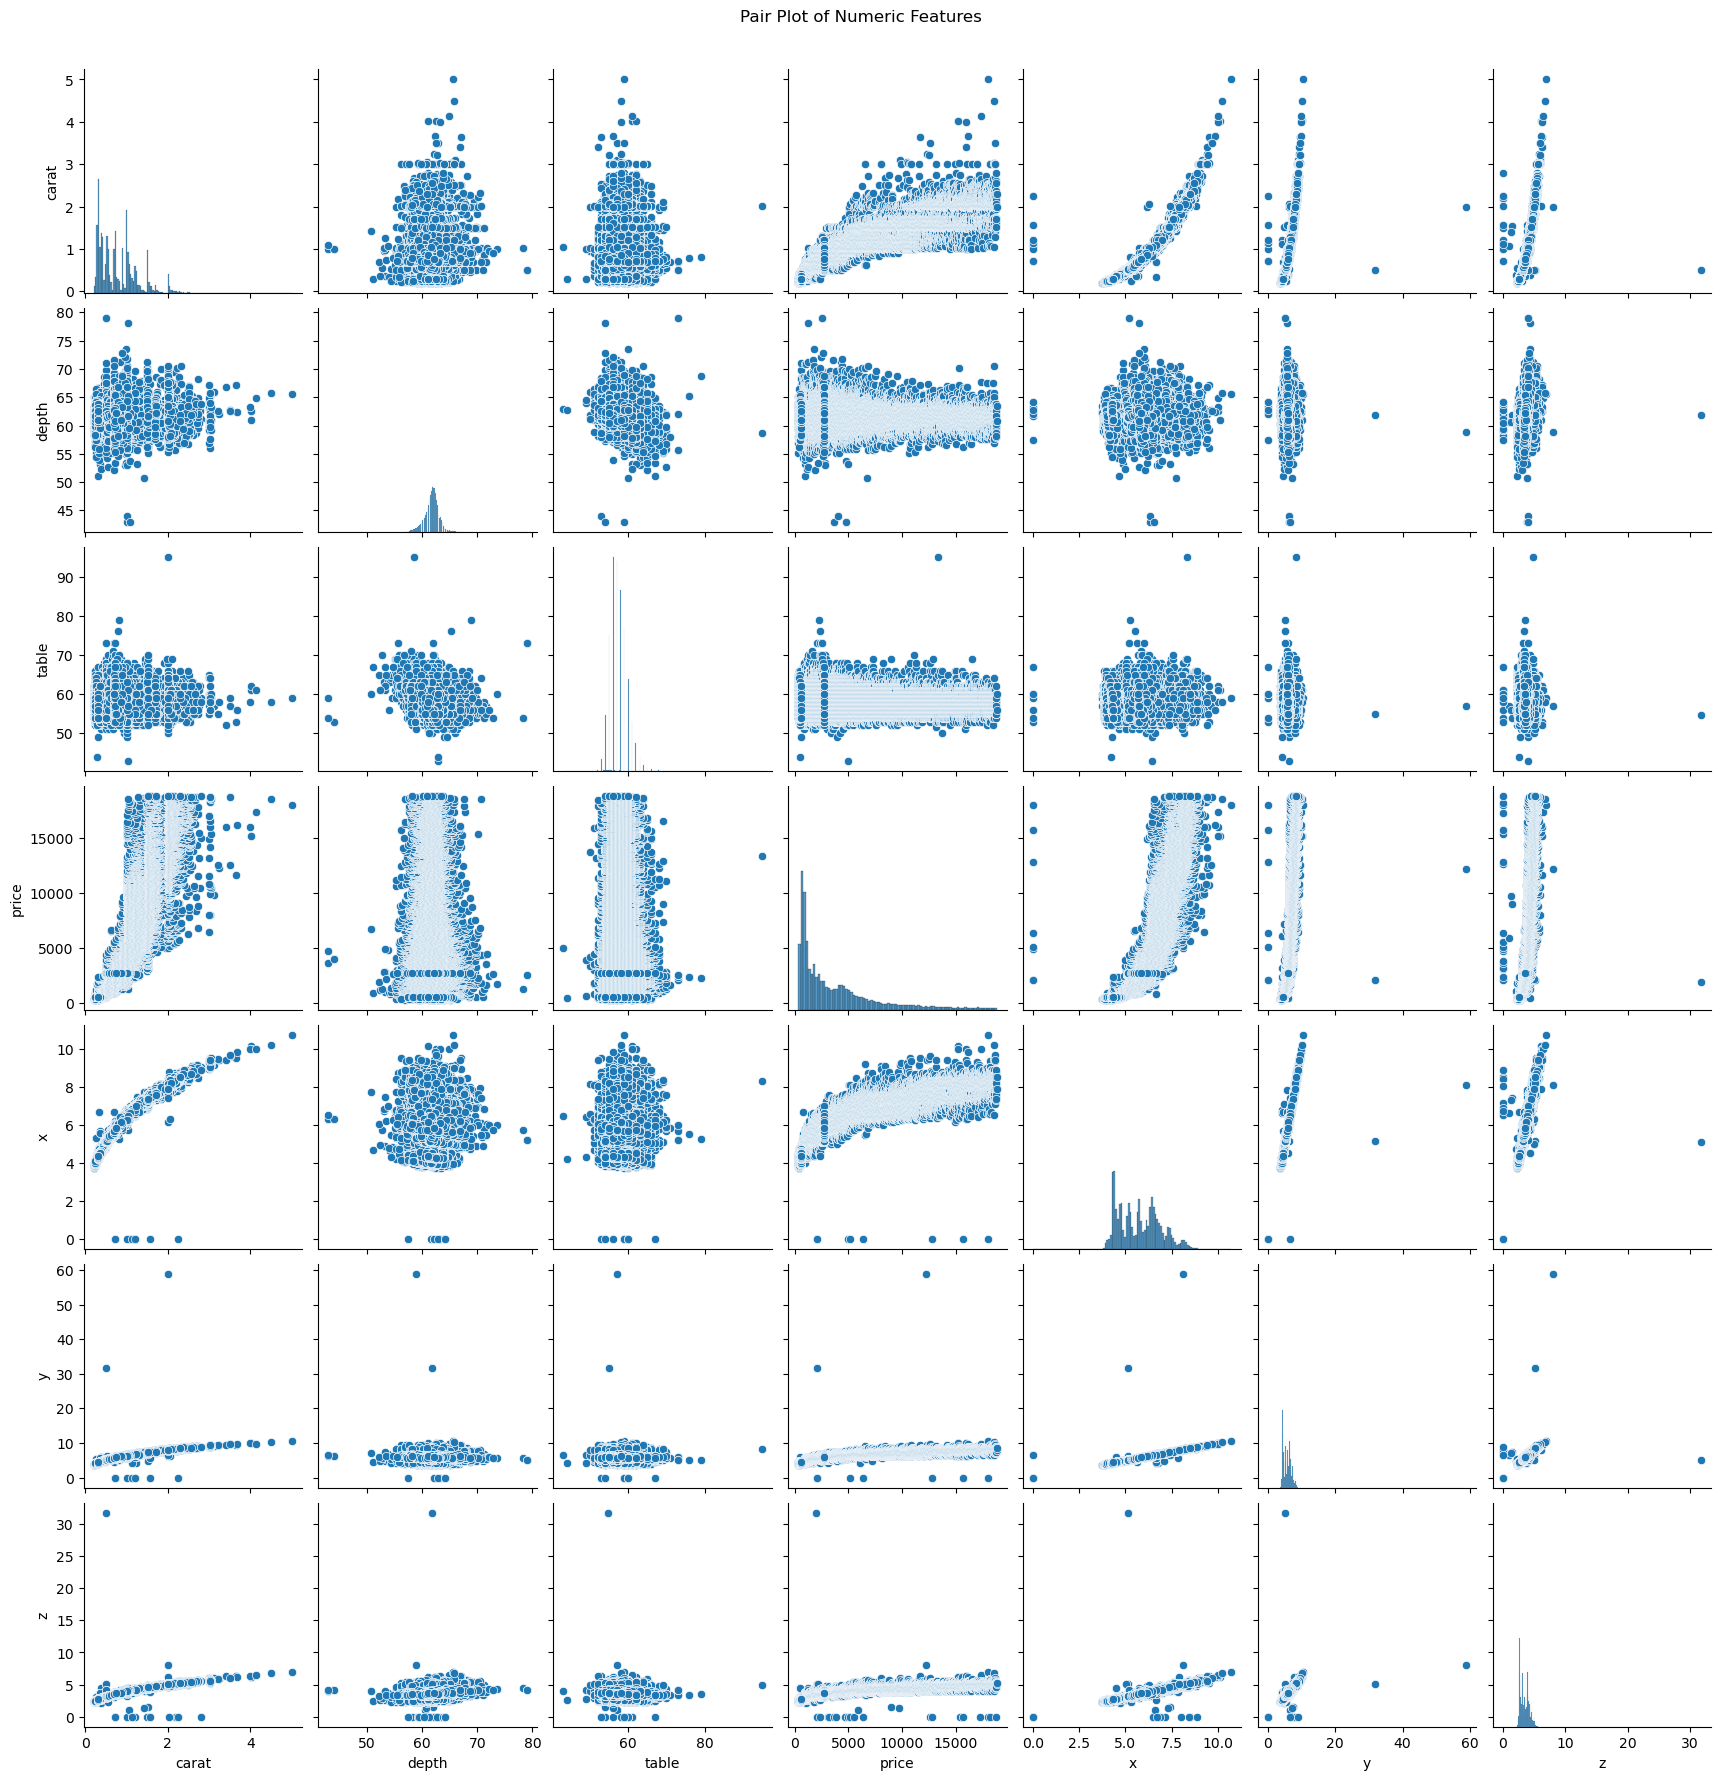 Pair Plot of Numeric Features
5
4
3
2
1
0
carat
80
75
70
65
60
55
50
45
depth
90
80
70
60
50
table
15000
10000
5000
0
price
10
8
6
4
2
0
x
60
50
40
30
20
10
0
y
30
25
20
15
10
5
0
z
0 2 4
50 60 70 80
60 80
0 5000 10000 15000
0.0 2.5 5.0 7.5 10.0
0 20 40 60
0 10 20 30
carat depth table price x y z